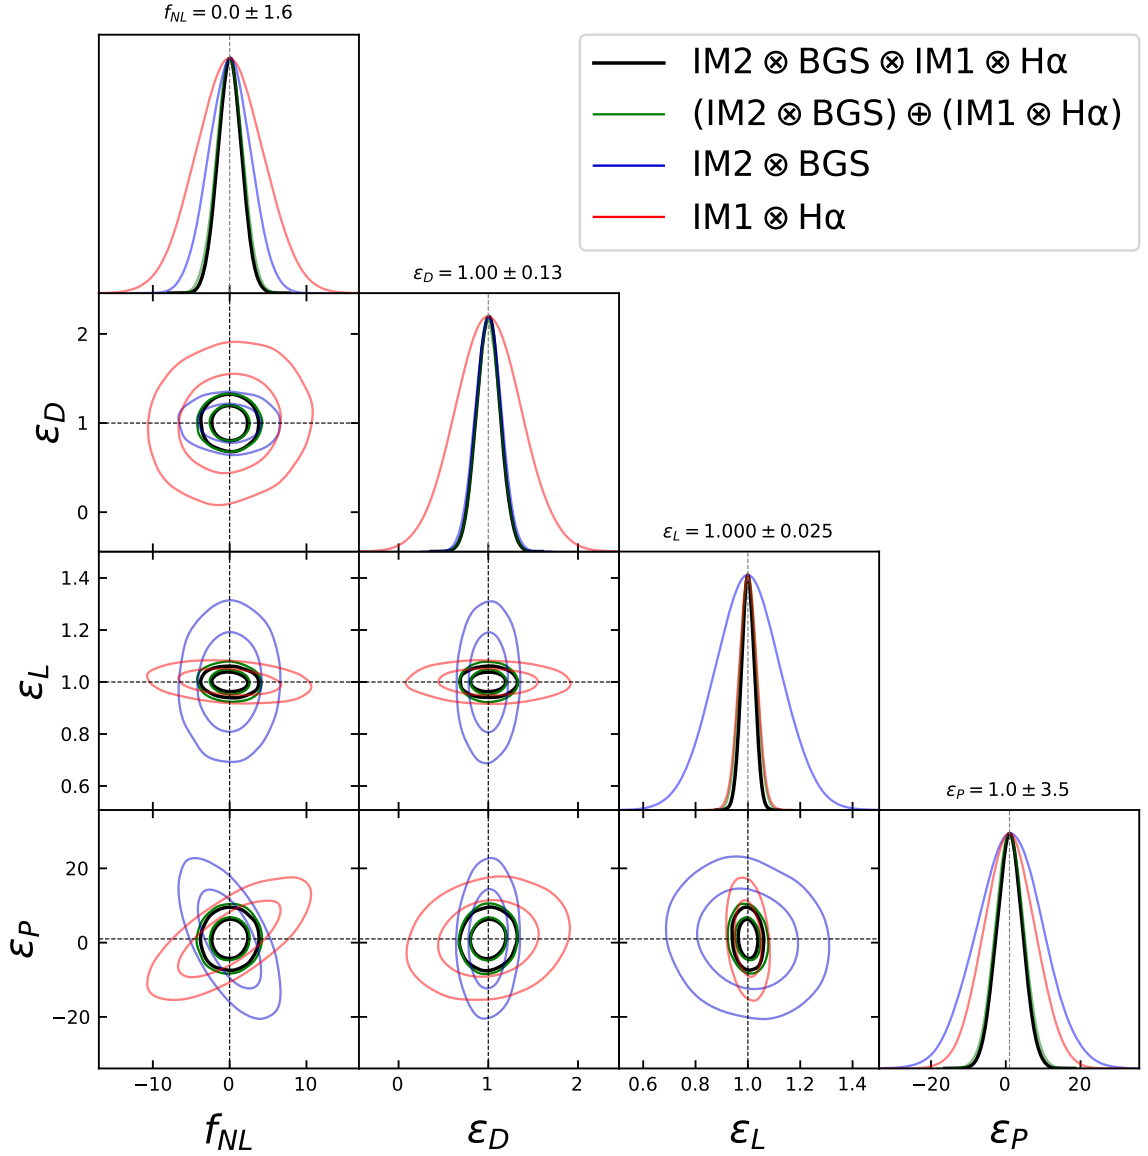 f_NL = 0.0 ± 1.6
IM2 ⊗ BGS ⊗ IM1 ⊗ Hα
(IM2 ⊗ BGS) ⊕ (IM1 ⊗ Hα)
IM2 ⊗ BGS
IM1 ⊗ Hα
ε_D = 1.00 ± 0.13
2
1
0
ε_D
ε_L = 1.000 ± 0.025
1.4
1.2
1.0
0.8
0.6
ε_L
ε_P = 1.0 ± 3.5
20
0
−20
ε_P
−10 0 10 0 1 2 0.6 0.8 1.0 1.2 1.4 −20 0 20
f_NL ε_D ε_L ε_P